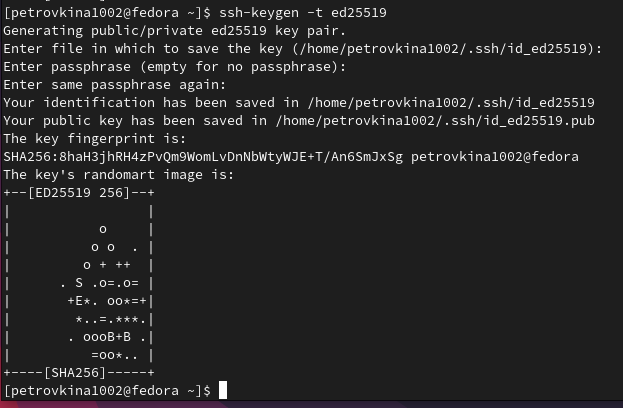 [petrovkina1002@fedora ~]$ ssh-keygen -t ed25519
Generating public/private ed25519 key pair.
Enter file in which to save the key (/home/petrovkina1002/.ssh/id_ed25519):
Enter passphrase (empty for no passphrase):
Enter same passphrase again:
Your identification has been saved in /home/petrovkina1002/.ssh/id_ed25519
Your public key has been saved in /home/petrovkina1002/.ssh/id_ed25519.pub
The key fingerprint is:
SHA256:8haH3jhRH4zPvQm9WomLvDnNbWtyWJE+T/An6SmJxSg petrovkina1002@fedora
The key's randomart image is:
+--[ED25519 256]--+
|                 |
|           o     |
|          o o  . |
|         o + ++  |
|      . S .o=.o= |
|       +E*. oo*=+|
|        *..=.***.|
|       . oooB+B .|
|          =oo*.. |
+----[SHA256]-----+
[petrovkina1002@fedora ~]$